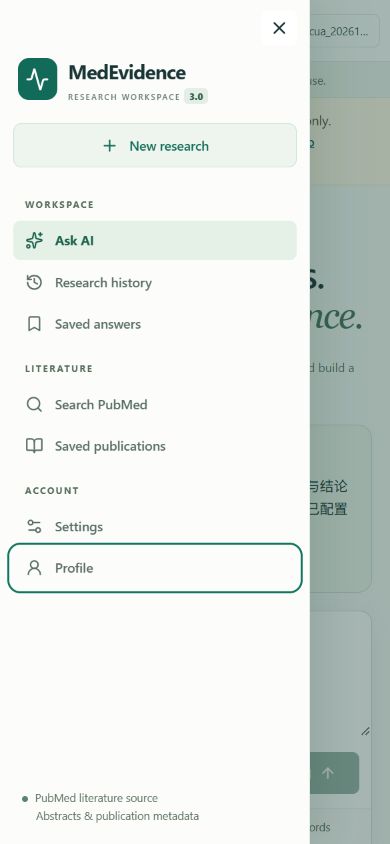 cua_20261...
MedEvidence
RESEARCH WORKSPACE 3.0
use.
New research
only.
WORKSPACE
Ask AI
Research history
s.
Saved answers
nce.
LITERATURE
d build a
Search PubMed
Saved publications
ACCOUNT
与结论
已配置
Settings
Profile
PubMed literature source
Abstracts & publication metadata
ords